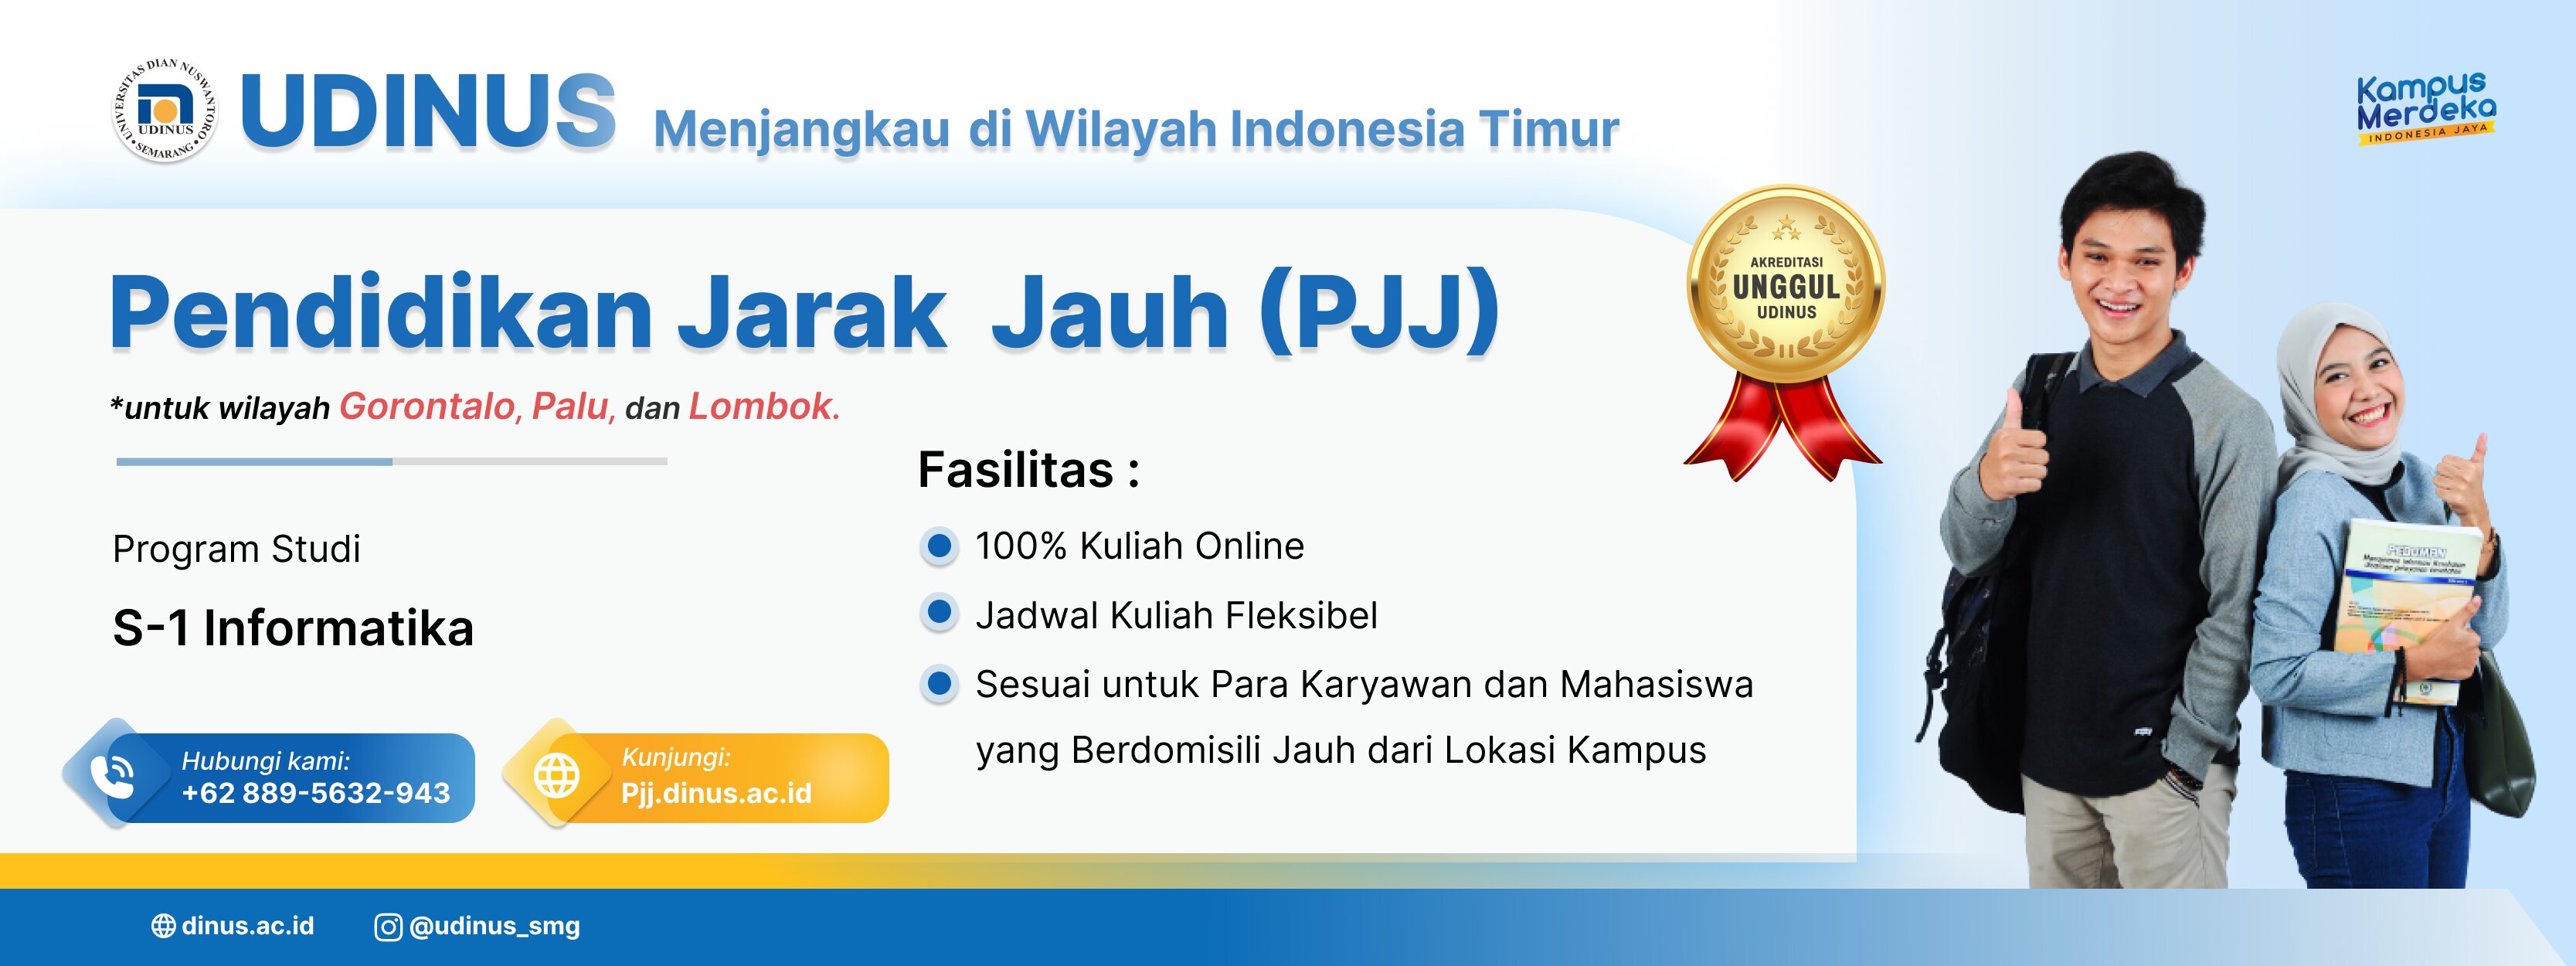 UNIVERSITAS DIAN NUSWANTORO
UDINUS
SEMARANG
UDINUS Menjangkau di Wilayah Indonesia Timur
Kampus
Merdeka
INDONESIA JAYA
Pendidikan Jarak Jauh (PJJ)
*untuk wilayah Gorontalo, Palu, dan Lombok.
AKREDITASI
UNGGUL
UDINUS
Program Studi
S-1 Informatika
Fasilitas :
100% Kuliah Online
Jadwal Kuliah Fleksibel
Sesuai untuk Para Karyawan dan Mahasiswa
yang Berdomisili Jauh dari Lokasi Kampus
PEDOMAN
Manajemen Informasi Kesehatan
Hubungi kami:
+62 889-5632-943
Kunjungi:
Pjj.dinus.ac.id
dinus.ac.id
@udinus_smg